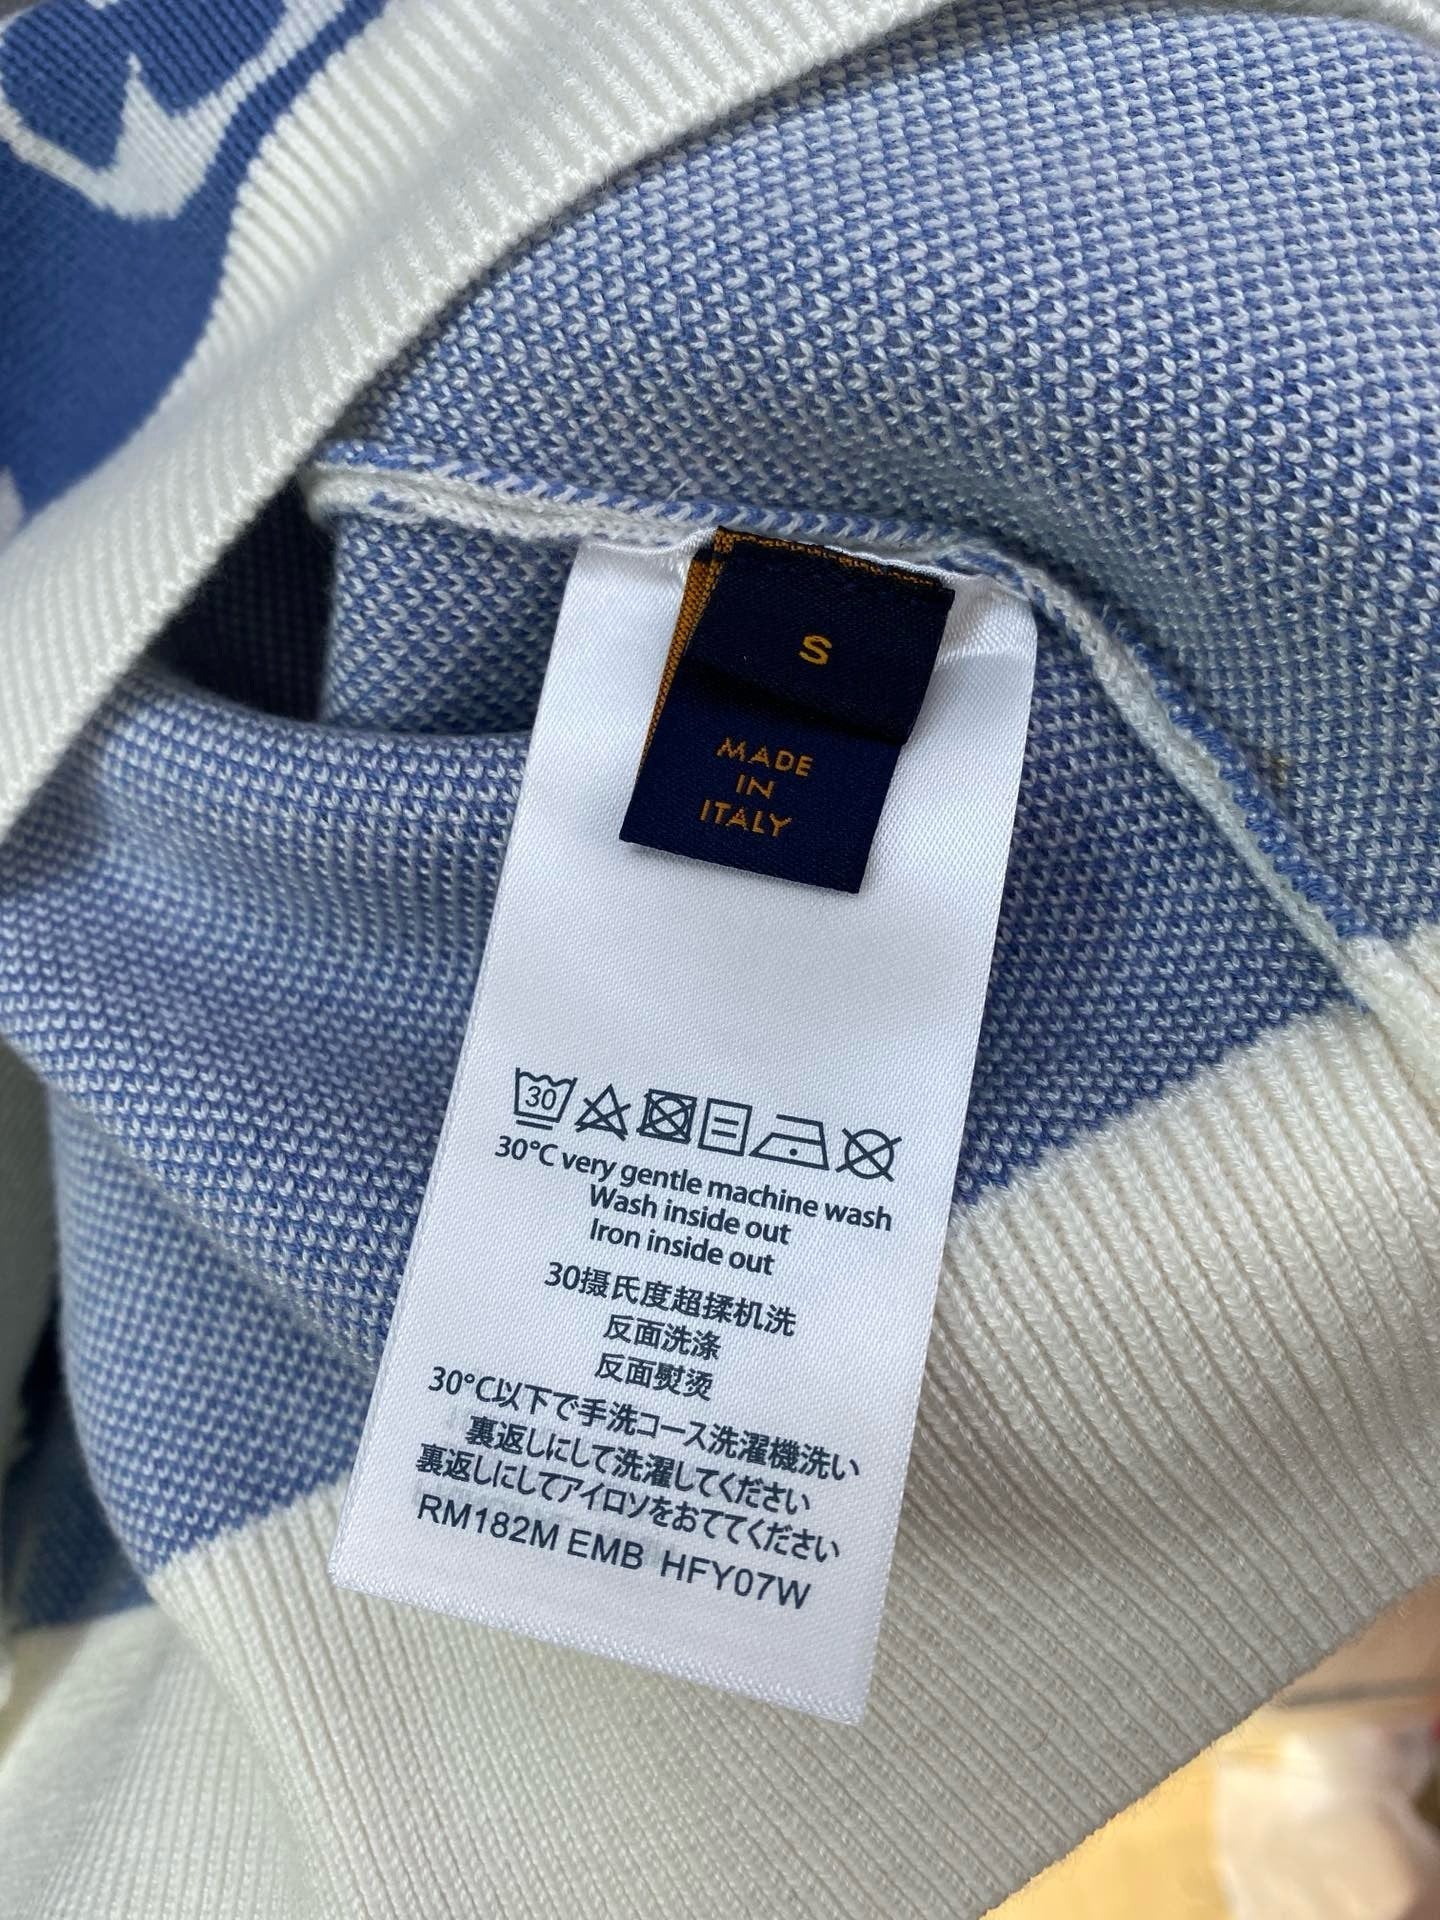 S
MADE
IN
ITALY
30
30°C very gentle machine wash
Wash inside out
Iron inside out
30摄氏度超揉机洗
反面洗涤
反面熨烫
30°C以下で手洗コース洗濯機洗い
裏返しにして洗濯してください
裏返しにしてアイロソをおててください
RM182M EMB HFY07W